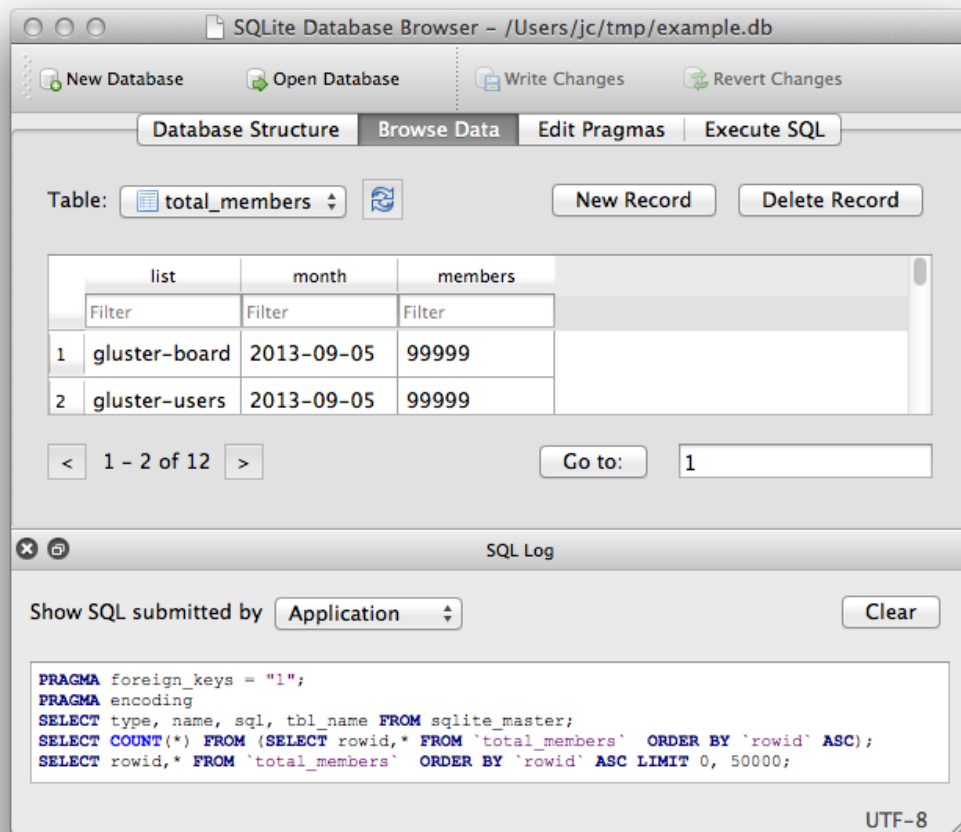 SQLite Database Browser – /Users/jc/tmp/example.db
New Database Open Database Write Changes Revert Changes
Database Structure Browse Data Edit Pragmas Execute SQL
Table: total_members New Record Delete Record
list month members
Filter Filter Filter
1 gluster-board 2013-09-05 99999
2 gluster-users 2013-09-05 99999
< 1 – 2 of 12 > Go to: 1
SQL Log
Show SQL submitted by Application Clear
PRAGMA foreign_keys = "1";
PRAGMA encoding
SELECT type, name, sql, tbl_name FROM sqlite_master;
SELECT COUNT(*) FROM (SELECT rowid,* FROM `total_members`  ORDER BY `rowid` ASC);
SELECT rowid,* FROM `total_members`  ORDER BY `rowid` ASC LIMIT 0, 50000;
UTF-8